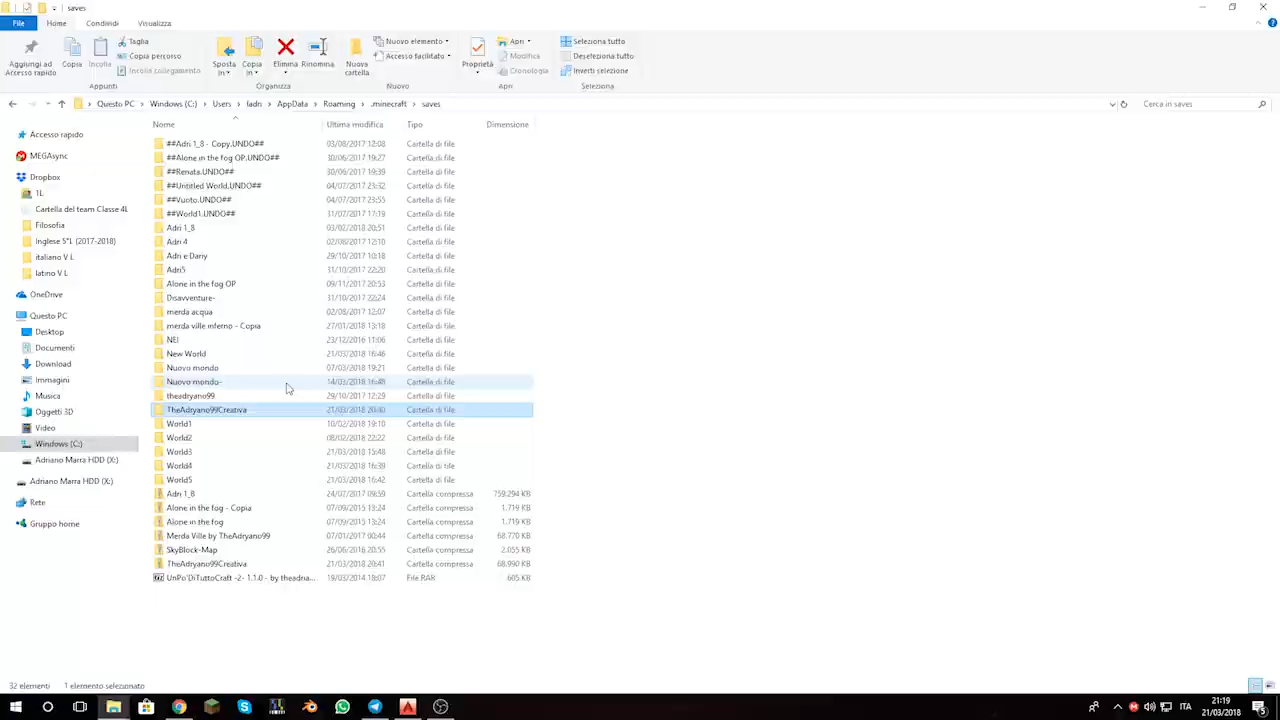 saves
File Home Condividi Visualizza
Aggiungi ad Accesso rapido
Copia
Incolla
Taglia
Copia percorso
Incolla collegamento
Appunti
Sposta in
Copia in
Elimina
Rinomina
Organizza
Nuova cartella
Nuovo elemento
Accesso facilitato
Nuovo
Proprietà
Apri
Modifica
Cronologia
Apri
Seleziona tutto
Deseleziona tutto
Inverti selezione
Seleziona
Questo PC > Windows (C:) > Users > ladri > AppData > Roaming > .minecraft > saves
Cerca in saves
Accesso rapido
MEGAsync
Dropbox
1L
Cartella del team Classe 4L
Filosofia
Inglese 5°L (2017-2018)
italiano V L
latino V L
OneDrive
Questo PC
Desktop
Documenti
Download
Immagini
Musica
Oggetti 3D
Video
Windows (C:)
Adriano Marra HDD (X:)
Adriano Marra HDD (X:)
Rete
Gruppo home
Nome Ultima modifica Tipo Dimensione
##Adri 1_8 - Copy.UNDO## 03/08/2017 12:08 Cartella di file
##Alone in the fog OP.UNDO## 30/06/2017 19:27 Cartella di file
##Renata.UNDO## 30/06/2017 19:39 Cartella di file
##Untitled World.UNDO## 04/07/2017 23:32 Cartella di file
##Vuoto.UNDO## 04/07/2017 23:55 Cartella di file
##World1.UNDO## 31/07/2017 17:19 Cartella di file
Adri 1_8 03/02/2018 20:51 Cartella di file
Adri 4 02/08/2017 12:10 Cartella di file
Adri e Dany 29/10/2017 10:18 Cartella di file
Adri5 31/10/2017 22:20 Cartella di file
Alone in the fog OP 09/11/2017 20:53 Cartella di file
Disavventure- 31/10/2017 22:24 Cartella di file
merda acqua 02/08/2017 12:07 Cartella di file
merda ville inferno - Copia 27/01/2018 13:18 Cartella di file
NEI 23/12/2016 11:06 Cartella di file
New World 21/03/2018 16:46 Cartella di file
Nuovo mondo 07/03/2018 19:21 Cartella di file
Nuovo mondo- 14/03/2018 16:48 Cartella di file
theadryano99 29/10/2017 12:29 Cartella di file
TheAdryano99Creativa 21/03/2018 20:40 Cartella di file
World1 10/02/2018 19:10 Cartella di file
World2 08/02/2018 22:22 Cartella di file
World3 21/03/2018 15:48 Cartella di file
World4 21/03/2018 16:39 Cartella di file
World5 21/03/2018 16:42 Cartella di file
Adri 1_8 24/07/2017 09:59 Cartella compressa 759.294 KB
Alone in the fog - Copia 07/09/2015 13:24 Cartella compressa 1.719 KB
Alone in the fog 07/09/2015 13:24 Cartella compressa 1.719 KB
Merda Ville by TheAdryano99 07/01/2017 00:44 Cartella compressa 68.770 KB
SkyBlock-Map 26/06/2016 20:55 Cartella compressa 2.055 KB
TheAdryano99Creativa 21/03/2018 20:41 Cartella compressa 68.990 KB
UnPo'DiTuttoCraft -2- 1.1.0 - by theadria... 19/03/2014 18:07 File RAR 605 KB
32 elementi 1 elemento selezionato
ITA
21:19
21/03/2018